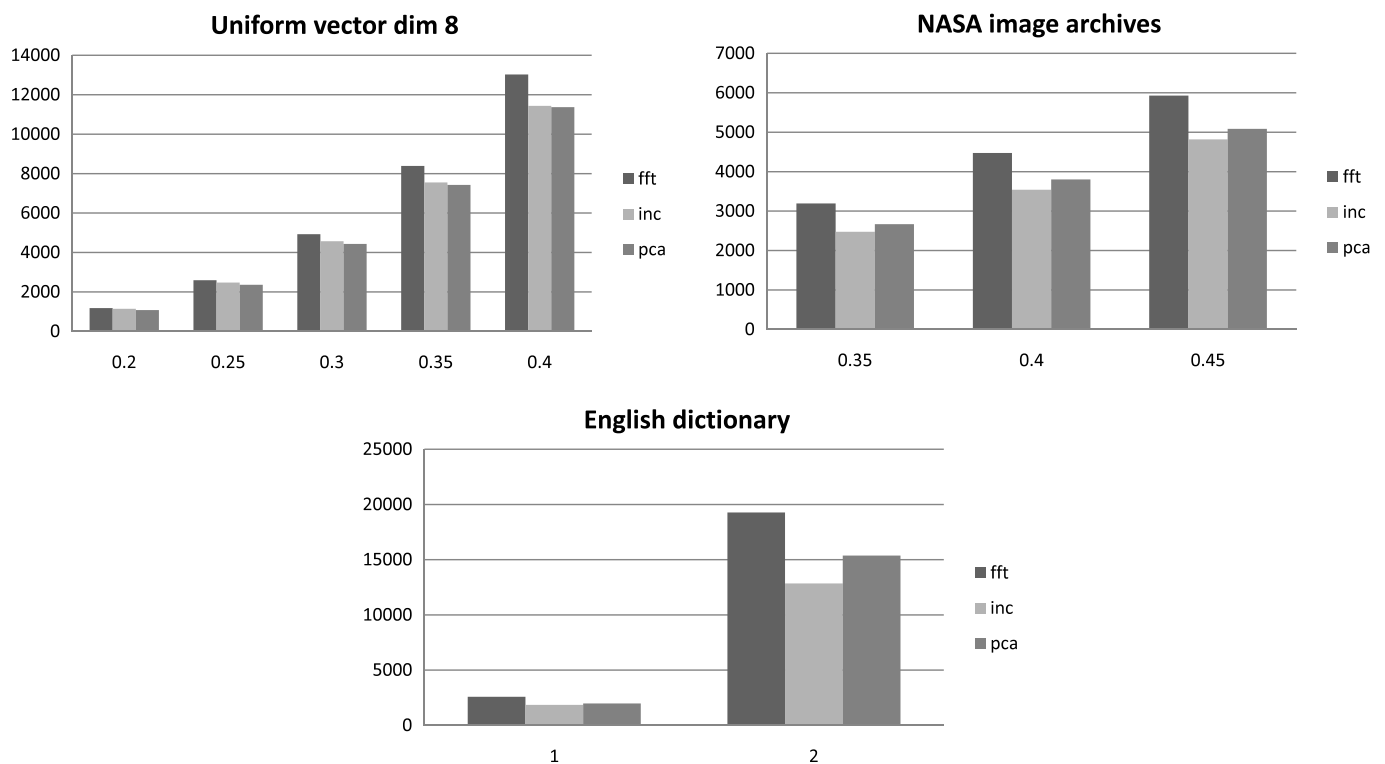 Uniform vector dim 8
14000
12000
10000
8000
6000
4000
2000
0
0.2 0.25 0.3 0.35 0.4
fft
inc
pca
NASA image archives
7000
6000
5000
4000
3000
2000
1000
0
0.35 0.4 0.45
fft
inc
pca
English dictionary
25000
20000
15000
10000
5000
0
1 2
fft
inc
pca